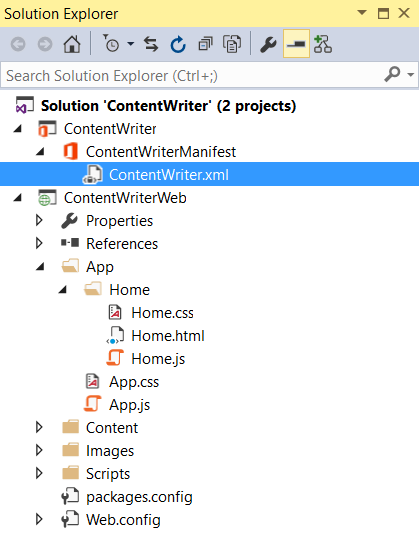 Solution Explorer
Search Solution Explorer (Ctrl+;)
Solution 'ContentWriter' (2 projects)
ContentWriter
ContentWriterManifest
ContentWriter.xml
ContentWriterWeb
Properties
References
App
Home
Home.css
Home.html
Home.js
App.css
App.js
Content
Images
Scripts
packages.config
Web.config